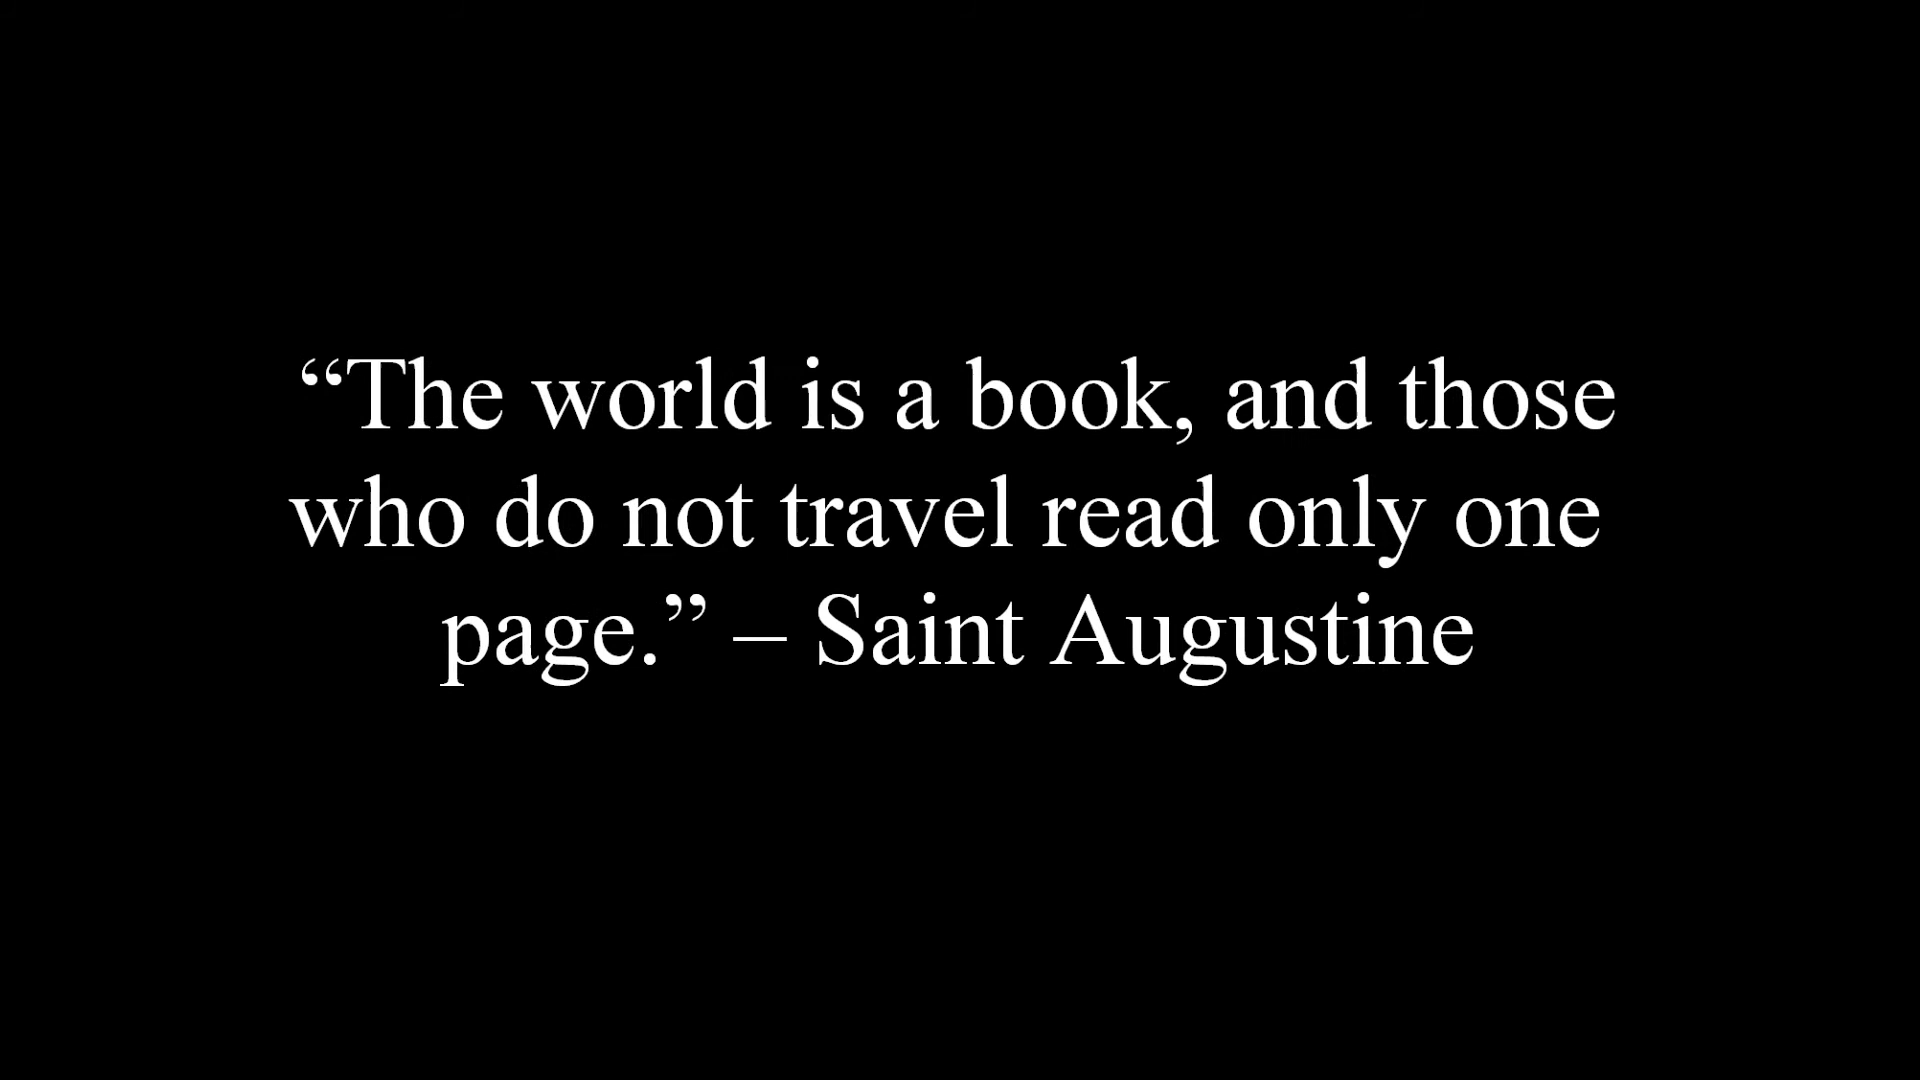 “The world is a book, and those
who do not travel read only one
page.” – Saint Augustine